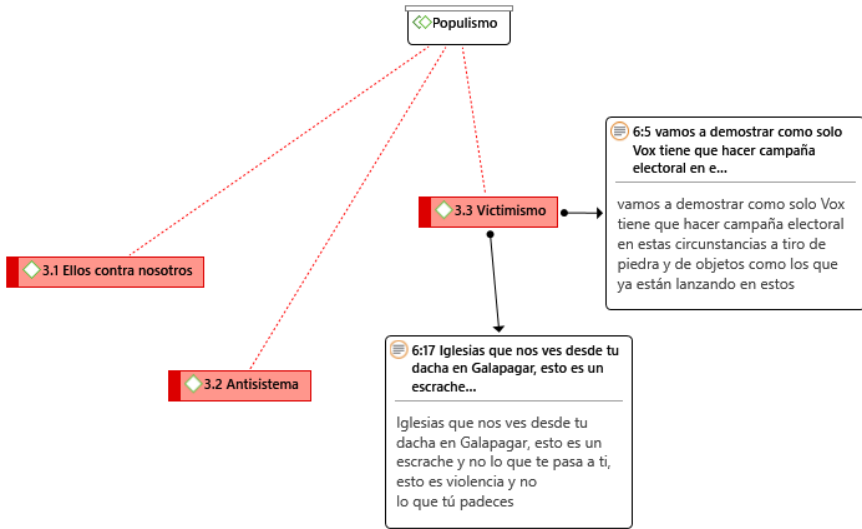 Populismo
6:5 vamos a demostrar como solo
Vox tiene que hacer campaña
electoral en e...
vamos a demostrar como solo Vox
tiene que hacer campaña electoral
en estas circunstancias a tiro de
piedra y de objetos como los que
ya están lanzando en estos
3.3 Victimismo
3.1 Ellos contra nosotros
3.2 Antisistema
6:17 Iglesias que nos ves desde tu
dacha en Galapagar, esto es un
escrache...
Iglesias que nos ves desde tu
dacha en Galapagar, esto es un
escrache y no lo que te pasa a ti,
esto es violencia y no
lo que tú padeces